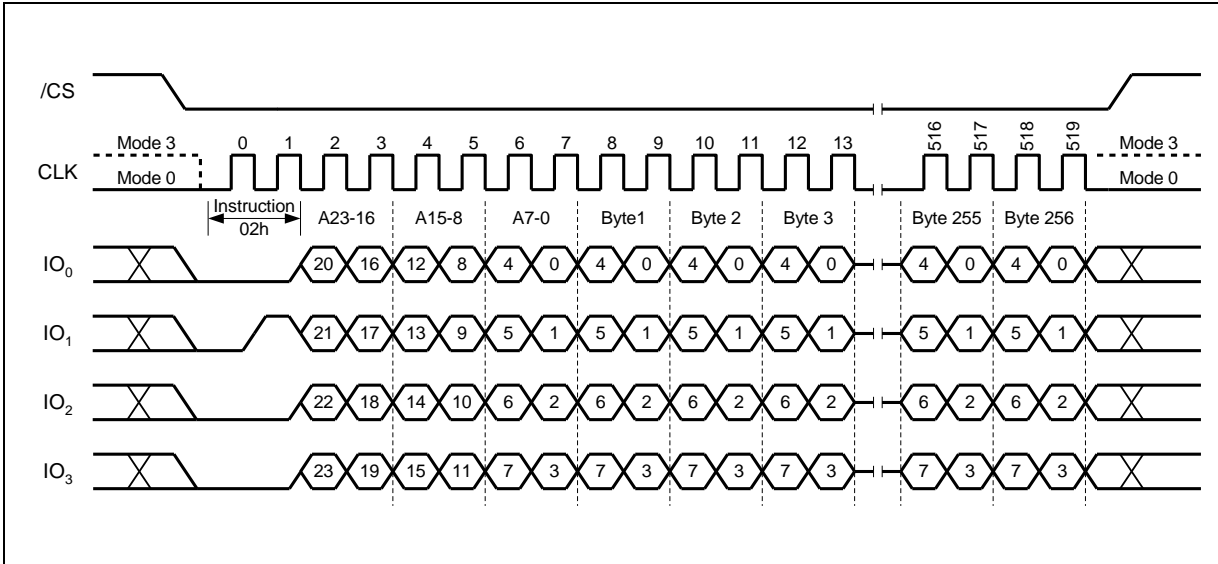 /CS
Mode 3 0 1 2 3 4 5 6 7 8 9 10 11 12 13 516 517 518 519 Mode 3
CLK
Mode 0 Mode 0
Instruction
02h A23-16 A15-8 A7-0 Byte1 Byte 2 Byte 3 Byte 255 Byte 256
IO0 20 16 12 8 4 0 4 0 4 0 4 0 4 0 4 0
IO1 21 17 13 9 5 1 5 1 5 1 5 1 5 1 5 1
IO2 22 18 14 10 6 2 6 2 6 2 6 2 6 2 6 2
IO3 23 19 15 11 7 3 7 3 7 3 7 3 7 3 7 3